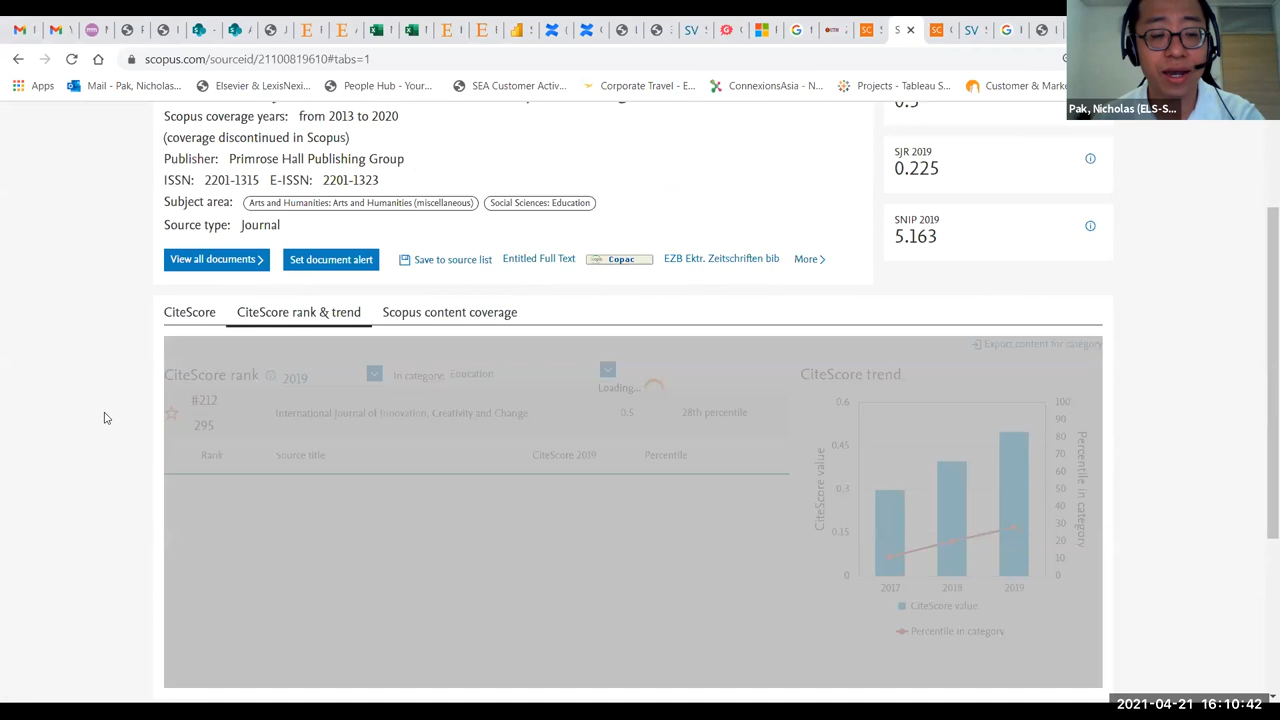 scopus.com/sourceid/21100819610#tabs=1
Apps
Mail - Pak, Nicholas...
Elsevier & LexisNexi...
People Hub - Your...
SEA Customer Activ...
Corporate Travel - E...
ConnexionsAsia - N...
Projects - Tableau S...
Customer & Mark
Pak, Nicholas (ELS-S...
Scopus coverage years: from 2013 to 2020
(coverage discontinued in Scopus)
Publisher: Primrose Hall Publishing Group
ISSN: 2201-1315 E-ISSN: 2201-1323
Subject area: Arts and Humanities: Arts and Humanities (miscellaneous) Social Sciences: Education
Source type: Journal
View all documents > Set document alert Save to source list Entitled Full Text Copac EZB Ektr. Zeitschriften bib More >
SJR 2019
0.225
SNIP 2019
5.163
CiteScore CiteScore rank & trend Scopus content coverage
Export content for category
CiteScore rank 2019 In category: Education
Loading...
#212
295
International Journal of Innovation, Creativity and Change 0.5 28th percentile
Rank Source title CiteScore 2019 Percentile
CiteScore trend
0.6
0.45
0.3
0.15
0
CiteScore value
100
90
80
70
60
50
40
30
20
10
0
Percentile in category
2017 2018 2019
CiteScore value
Percentile in category
2021-04-21 16:10:42